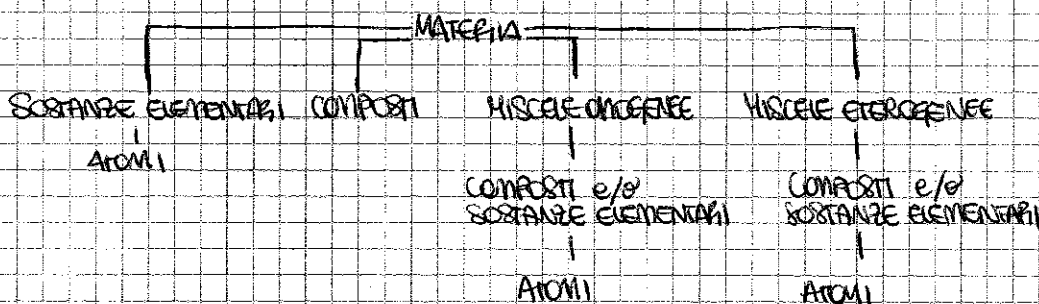 MATERIA
SOSTANZE ELEMENTARI COMPOSTI MISCELE OMOGENEE MISCELE ETEROGENEE
ATOMI
COMPOSTI e/o COMPOSTI e/o
SOSTANZE ELEMENTARI SOSTANZE ELEMENTARI
ATOMI ATOMI